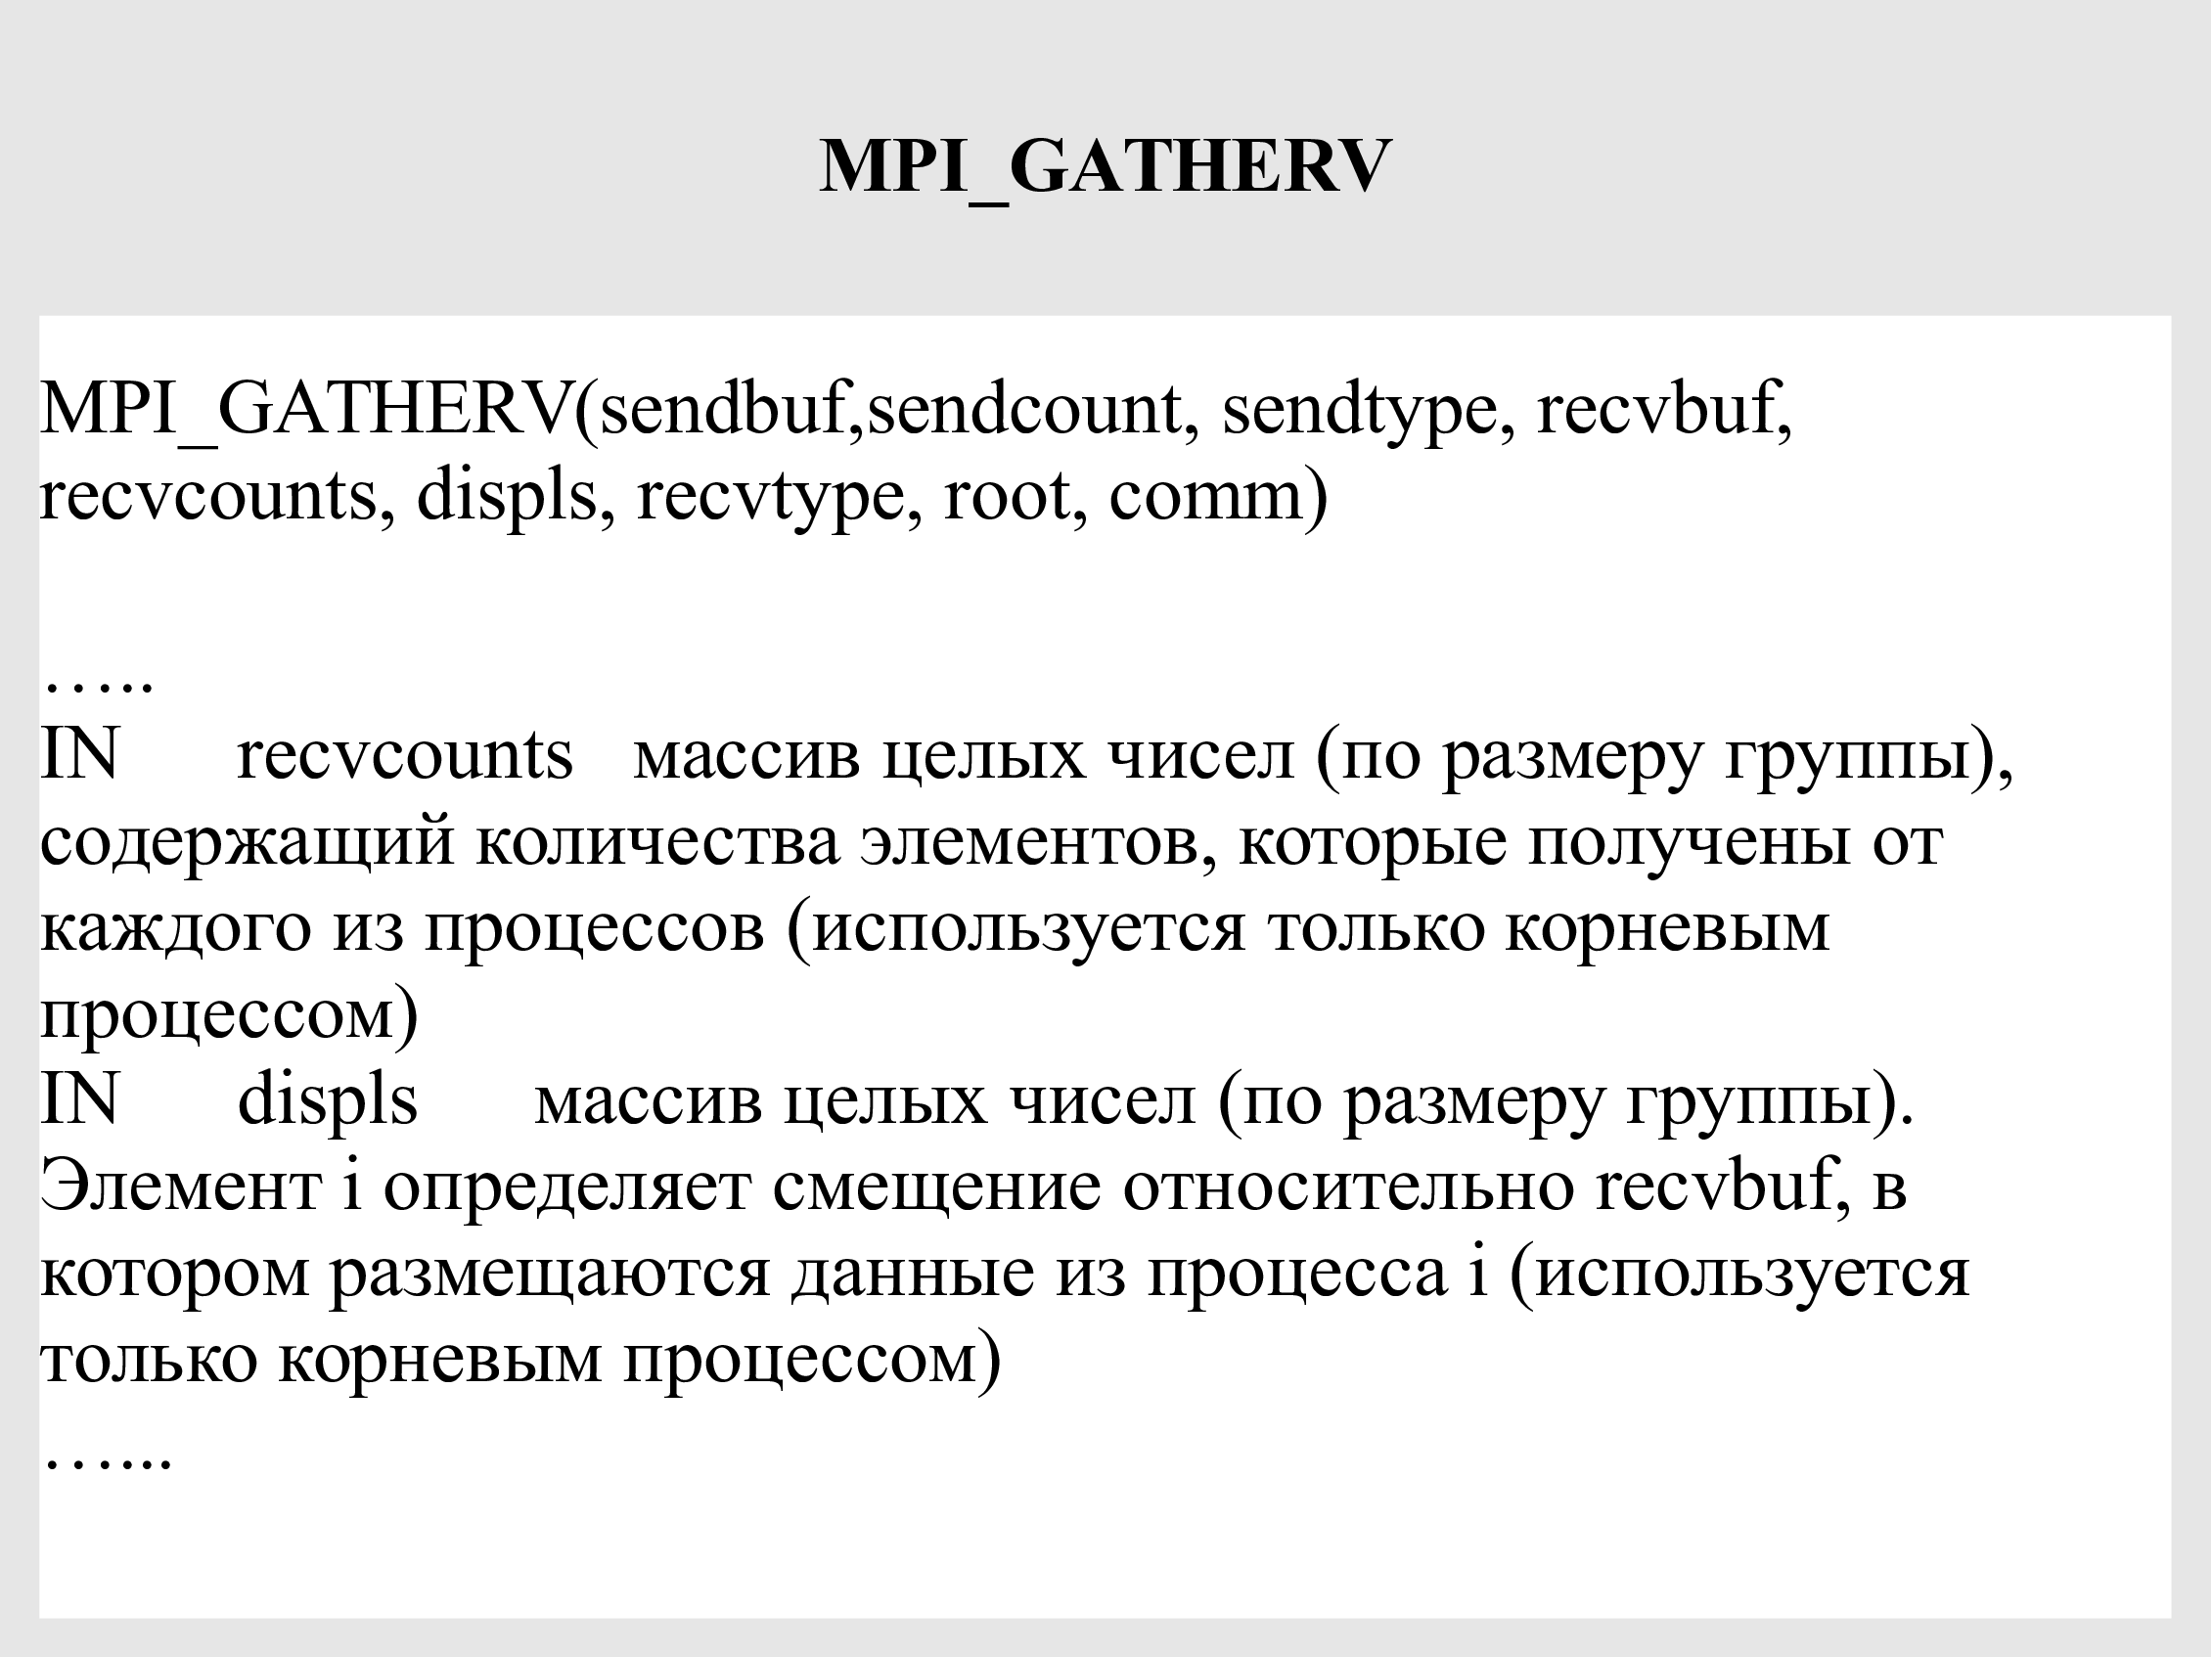 MPI_GATHERV
MPI_GATHERV(sendbuf,sendcount, sendtype, recvbuf,
recvcounts, displs, recvtype, root, comm)
…..
IN recvcounts массив целых чисел (по размеру группы),
содержащий количества элементов, которые получены от
каждого из процессов (используется только корневым
процессом)
IN displs массив целых чисел (по размеру группы).
Элемент i определяет смещение относительно recvbuf, в
котором размещаются данные из процесса i (используется
только корневым процессом)
…...